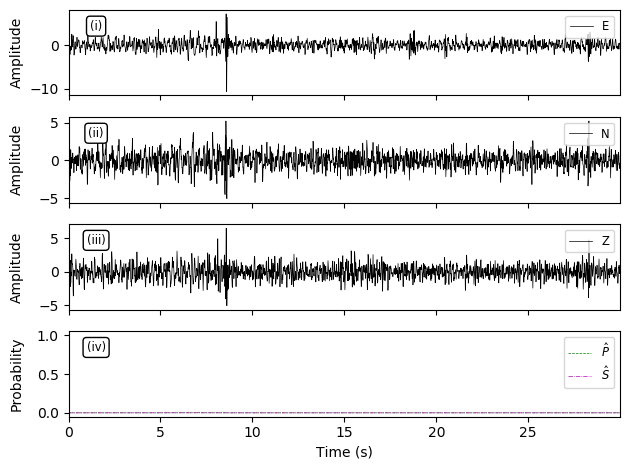 (i)
E
Amplitude
0
−10
(ii)
N
Amplitude
5
0
−5
(iii)
Z
Amplitude
5
0
−5
(iv)
P̂
Ŝ
Probability
1.0
0.5
0.0
0 5 10 15 20 25
Time (s)